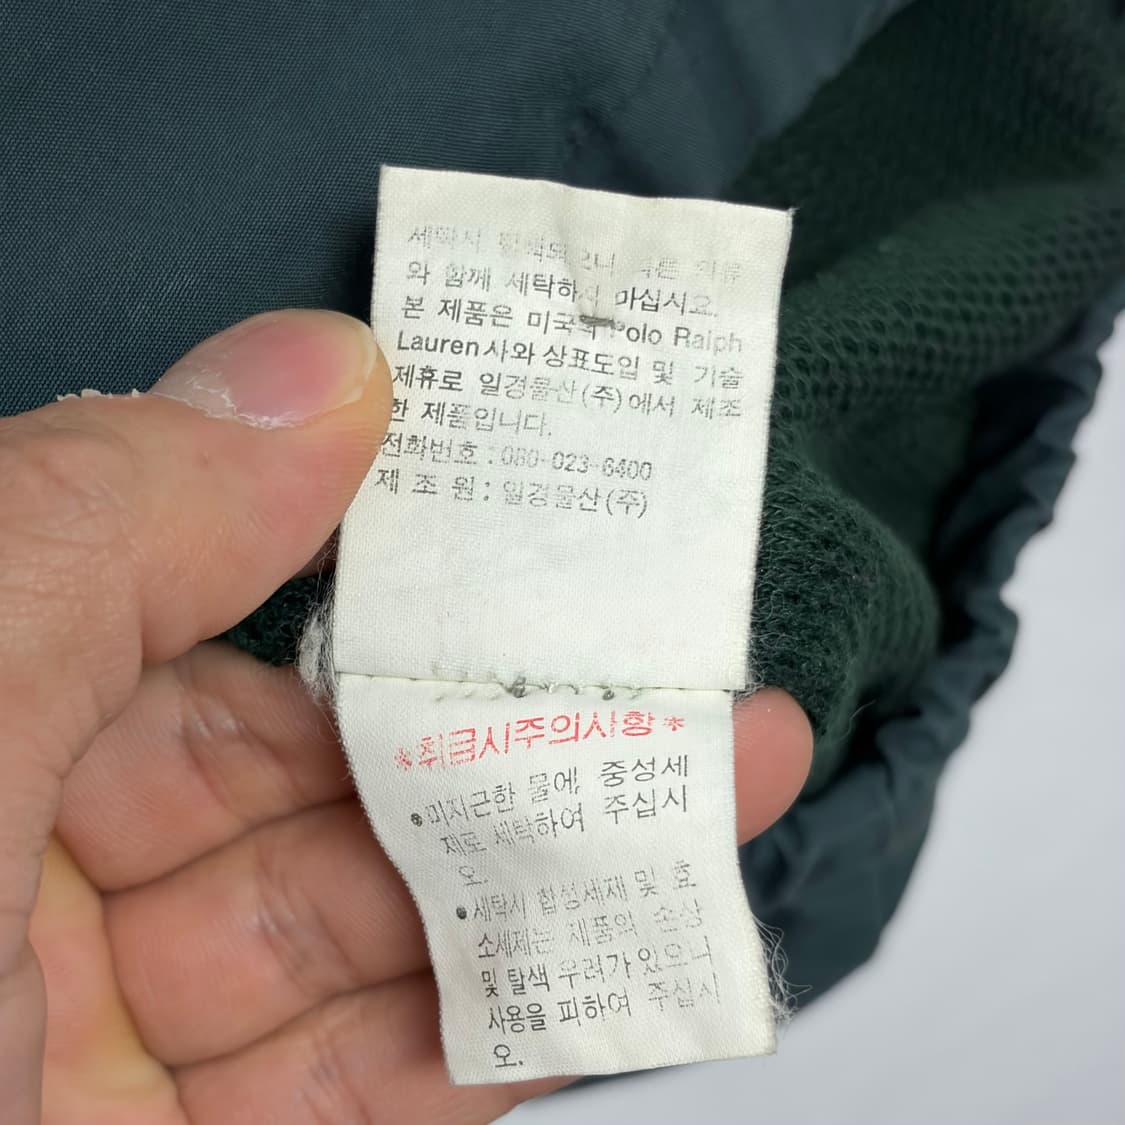 세탁시 탈색되오니 다른 의류
와 함께 세탁하지 마십시오.
본 제품은 미국의 Polo Ralph
Lauren사와 상표도입 및 기술
제휴로 일경물산(주)에서 제조
한 제품입니다.
전화번호 : 080-023-6400
제 조 원 : 일경물산(주)
*취급시주의사항*
•미지근한 물에, 중성세
제로 세탁하여 주십시
오.
•세탁시 합성세재 및 효
소세제는 제품의 손상
및 탈색 우려가 있으니
사용을 피하여 주십시
오.